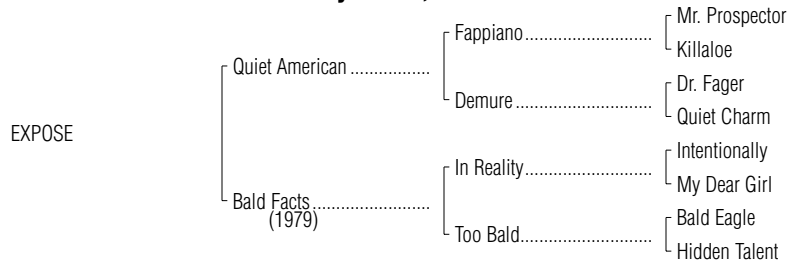 Mr. Prospector
Fappiano
Killaloe
Quiet American
Dr. Fager
Demure
Quiet Charm
EXPOSE
Intentionally
In Reality
My Dear Girl
Bald Facts
(1979)
Bald Eagle
Too Bald
Hidden Talent